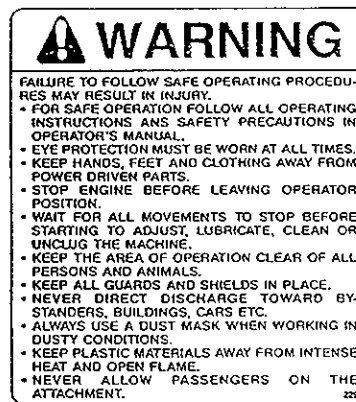 WARNING
FAILURE TO FOLLOW SAFE OPERATING PROCEDU-
RES MAY RESULT IN INJURY.
• FOR SAFE OPERATION FOLLOW ALL OPERATING
INSTRUCTIONS ANS SAFETY PRECAUTIONS IN
OPERATOR'S MANUAL.
• EYE PROTECTION MUST BE WORN AT ALL TIMES.
• KEEP HANDS, FEET AND CLOTHING AWAY FROM
POWER DRIVEN PARTS.
• STOP ENGINE BEFORE LEAVING OPERATOR
POSITION.
• WAIT FOR ALL MOVEMENTS TO STOP BEFORE
STARTING TO ADJUST, LUBRICATE, CLEAN OR
UNCLUG THE MACHINE.
• KEEP THE AREA OF OPERATION CLEAR OF ALL
PERSONS AND ANIMALS.
• KEEP ALL GUARDS AND SHIELDS IN PLACE.
• NEVER DIRECT DISCHARGE TOWARD BY-
STANDERS, BUILDINGS, CARS ETC.
• ALWAYS USE A DUST MASK WHEN WORKING IN
DUSTY CONDITIONS.
• KEEP PLASTIC MATERIALS AWAY FROM INTENSE
HEAT AND OPEN FLAME.
• NEVER ALLOW PASSENGERS ON THE
ATTACHMENT.